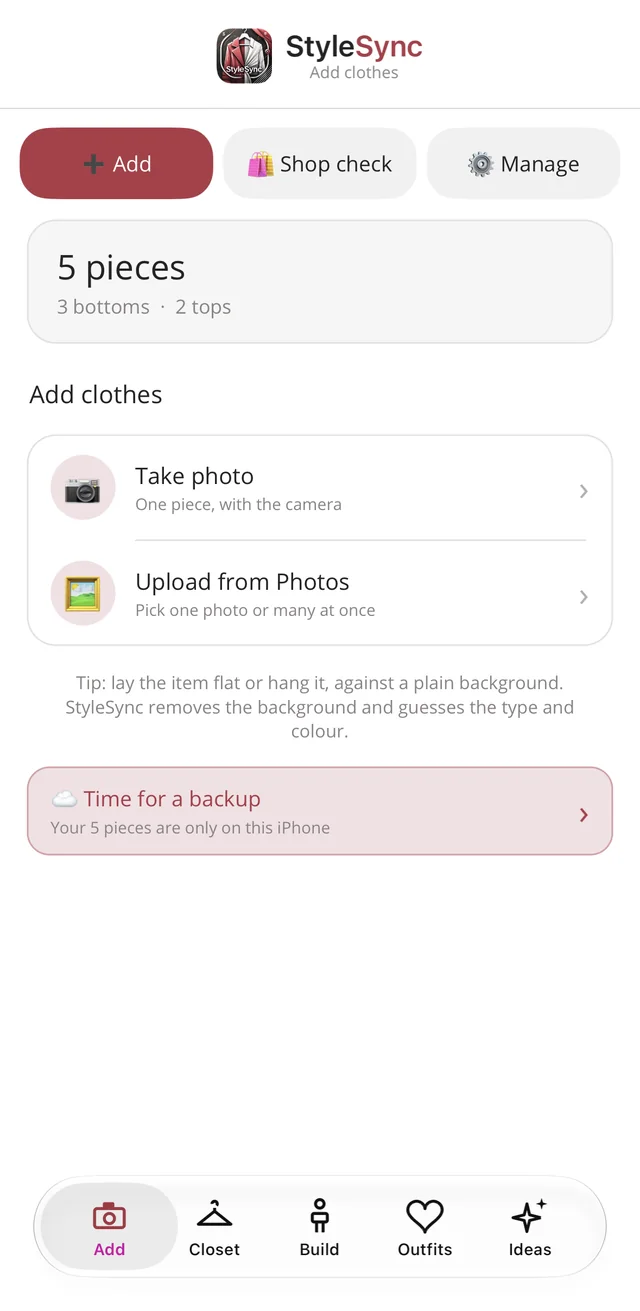 StyleSync
StyleSync
Add clothes
Add
Shop check
Manage
5 pieces
3 bottoms · 2 tops
Add clothes
Take photo
One piece, with the camera
Upload from Photos
Pick one photo or many at once
Tip: lay the item flat or hang it, against a plain background.
StyleSync removes the background and guesses the type and
colour.
Time for a backup
Your 5 pieces are only on this iPhone
Add
Closet
Build
Outfits
Ideas